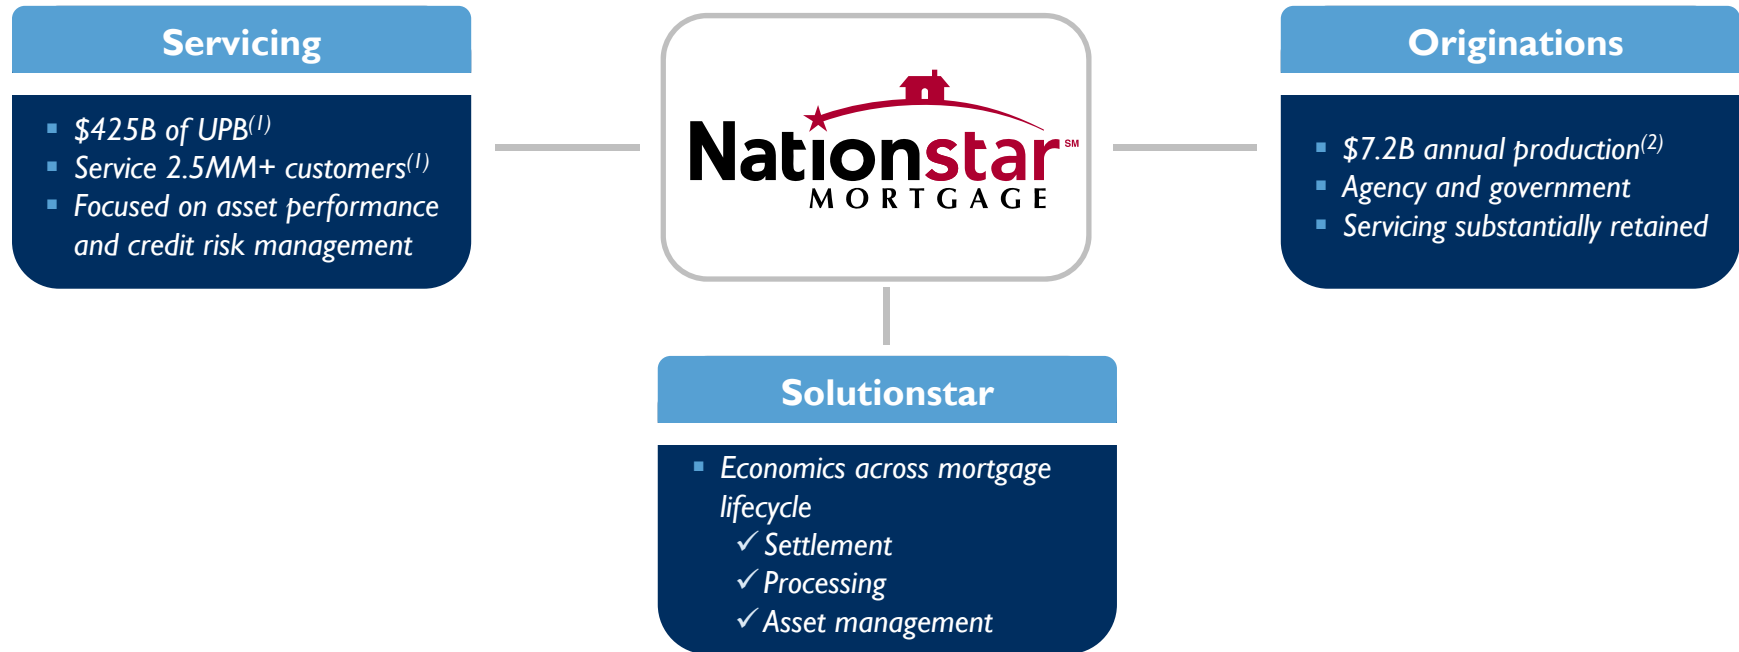 Servicing
$425B of UPB(1)
Service 2.5MM+ customers(1)
Focused on asset performance
and credit risk management
Nationstar SM
MORTGAGE
Originations
$7.2B annual production(2)
Agency and government
Servicing substantially retained
Solutionstar
Economics across mortgage
lifecycle
✓ Settlement
✓ Processing
✓ Asset management